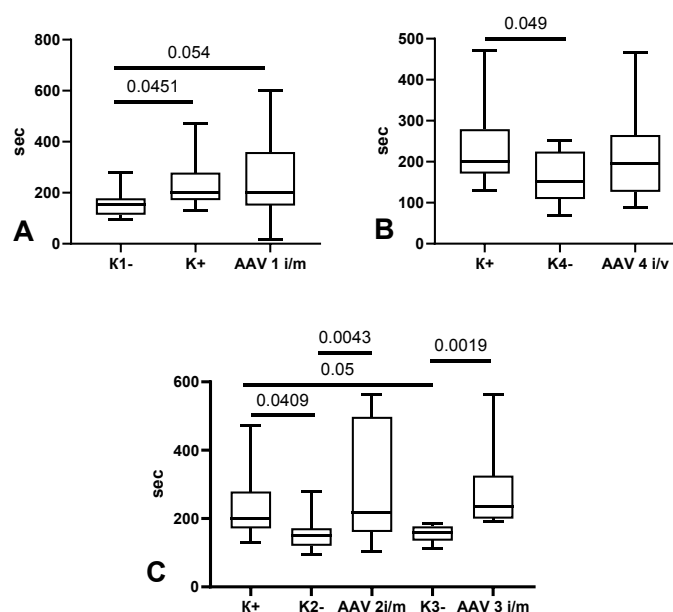 800
600
400
200
0
sec
0.054
0.0451
A
К1-
K+
AAV 1 i/m
500
400
300
200
100
0
sec
0.049
B
К+
K4-
AAV 4 i/v
600
400
200
0
sec
0.0043
0.0019
0.05
0.0409
C
К+
K2-
AAV 2i/m
K3-
AAV 3 i/m